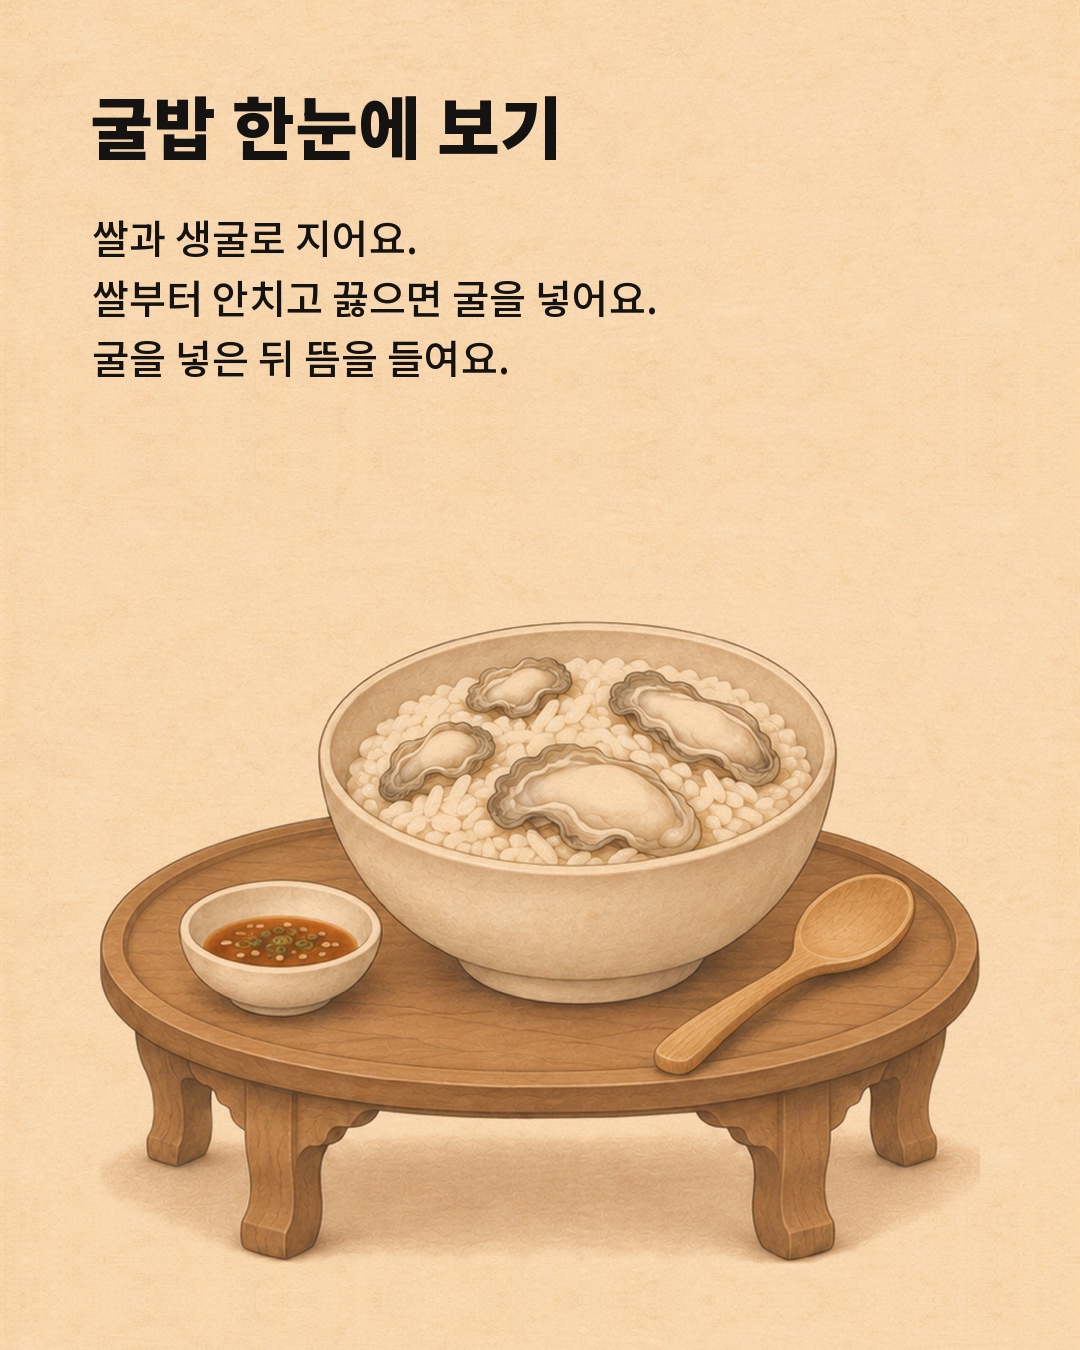 굴밥 한눈에 보기
쌀과 생굴로 지어요.
쌀부터 안치고 끓으면 굴을 넣어요.
굴을 넣은 뒤 뜸을 들여요.